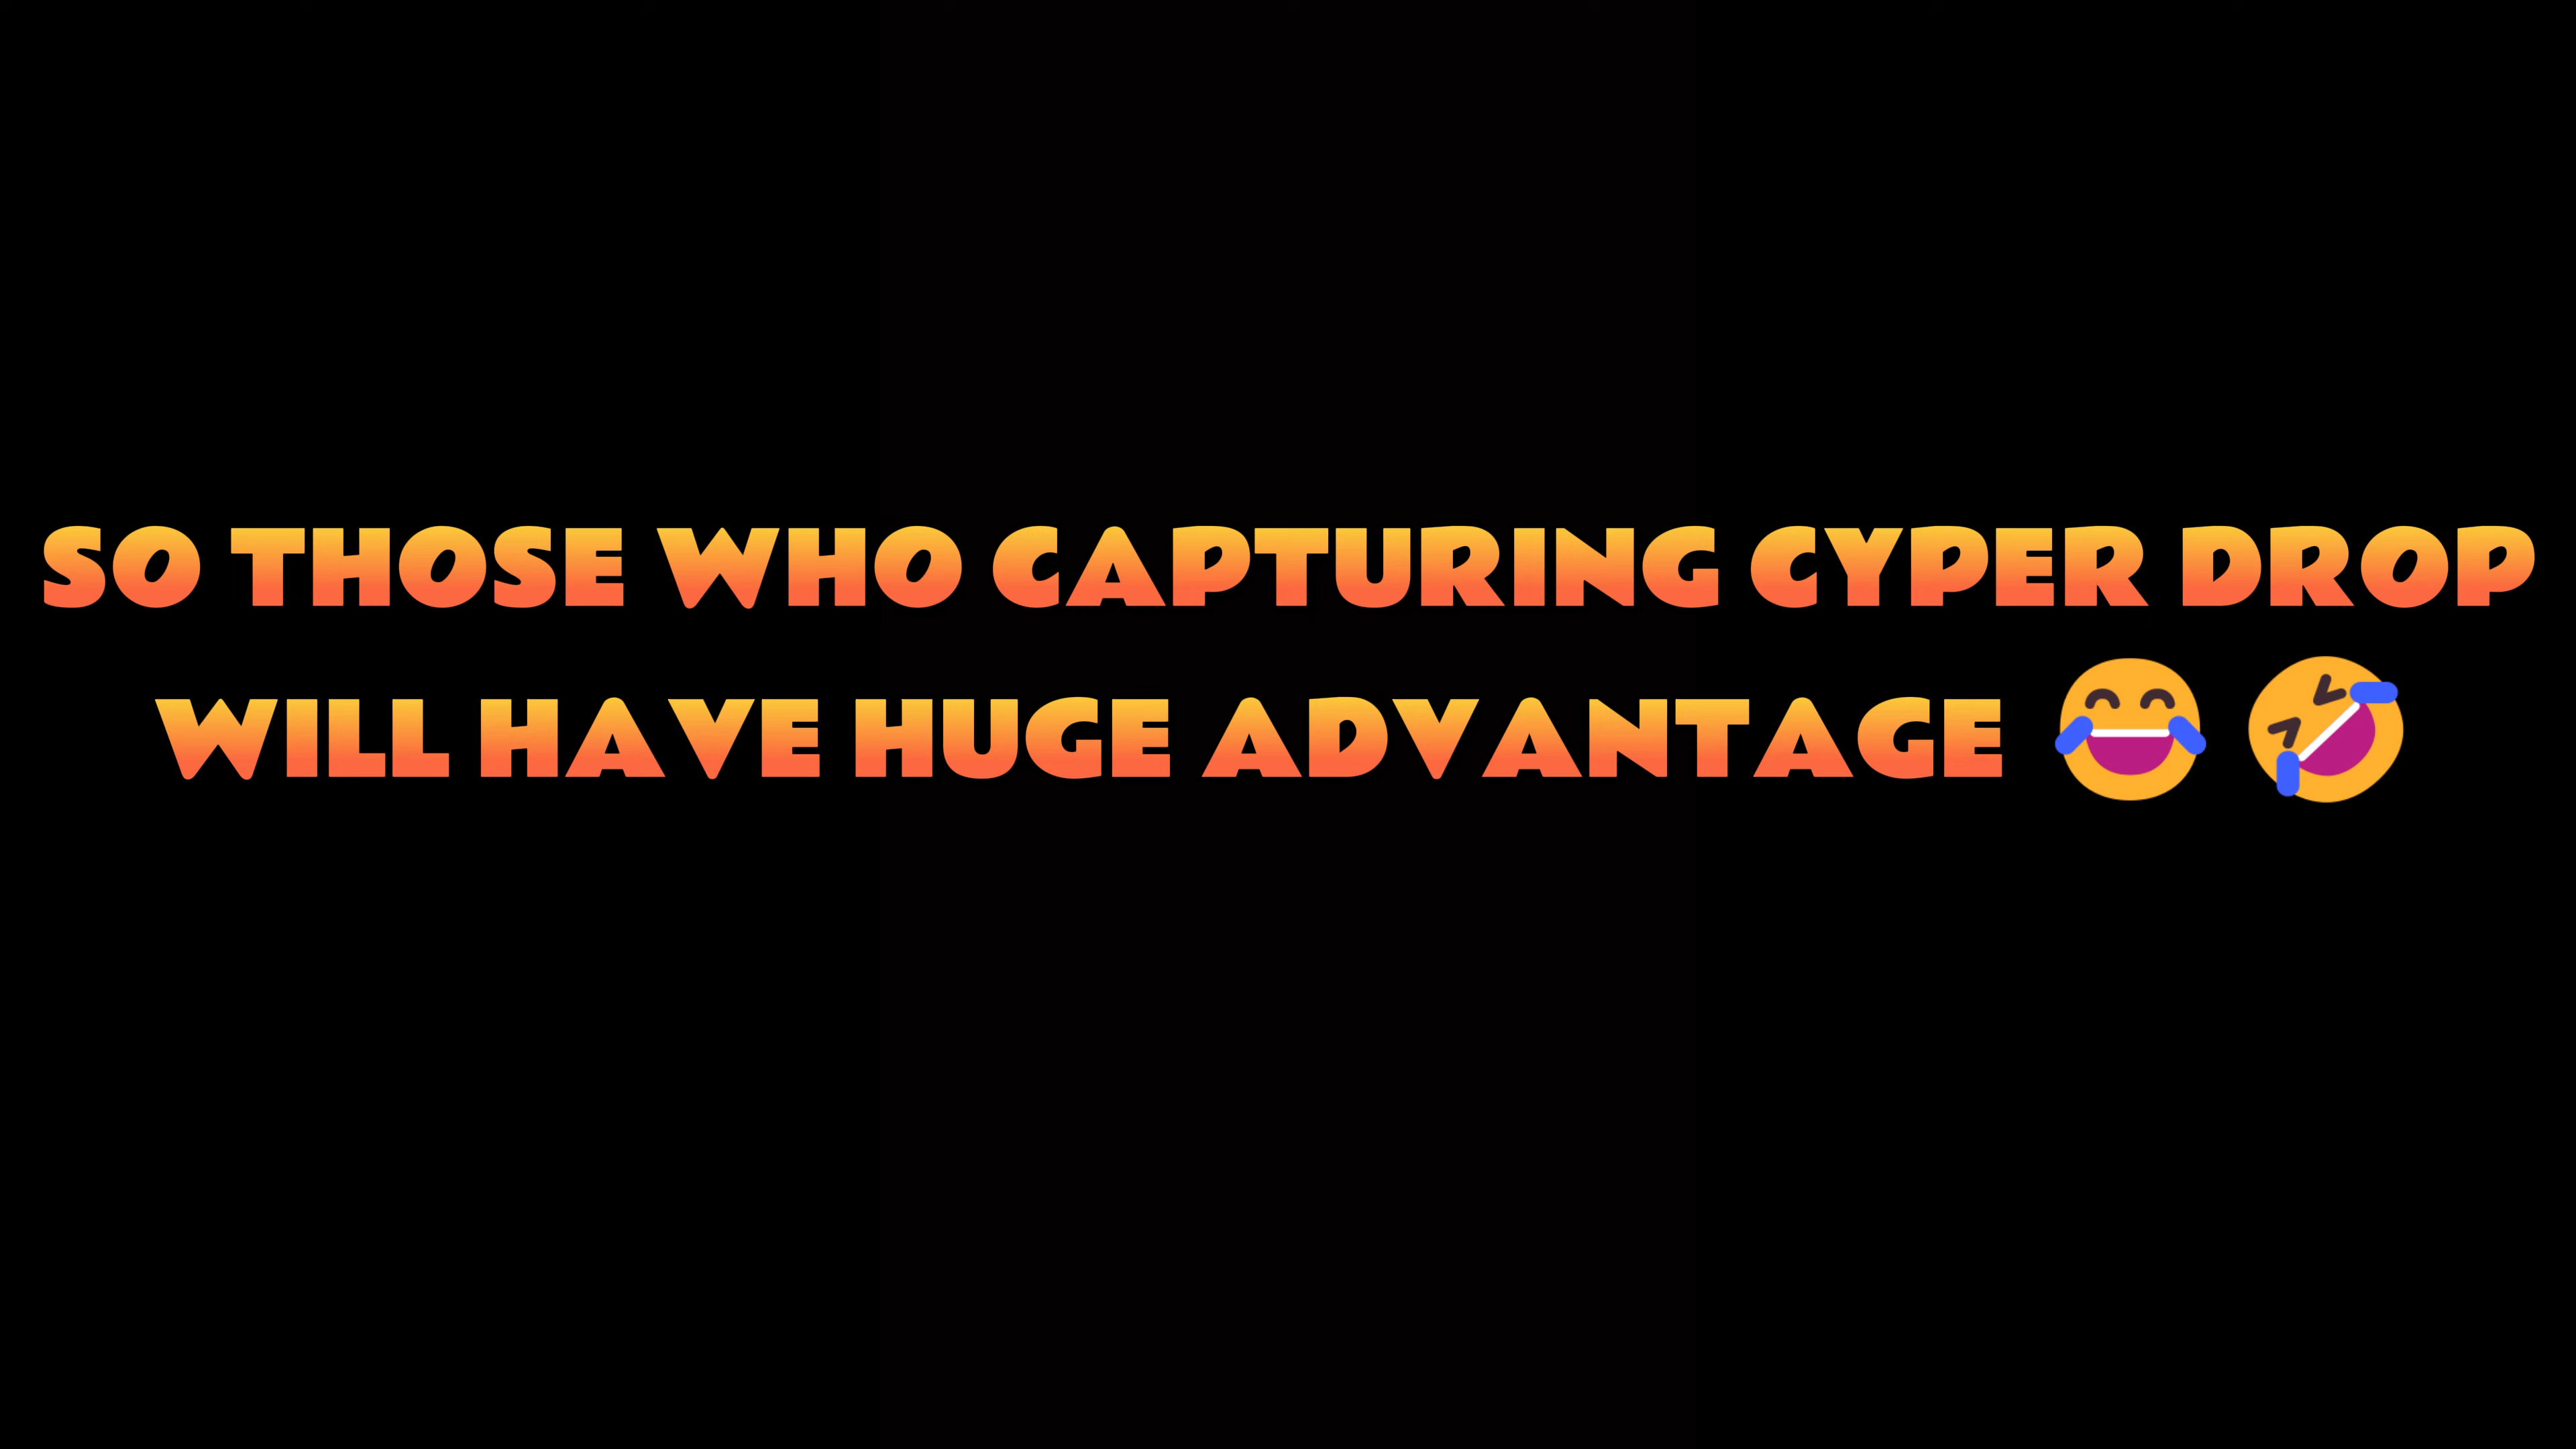 SO THOSE WHO CAPTURING CYPER DROP
WILL HAVE HUGE ADVANTAGE 😂 🤣